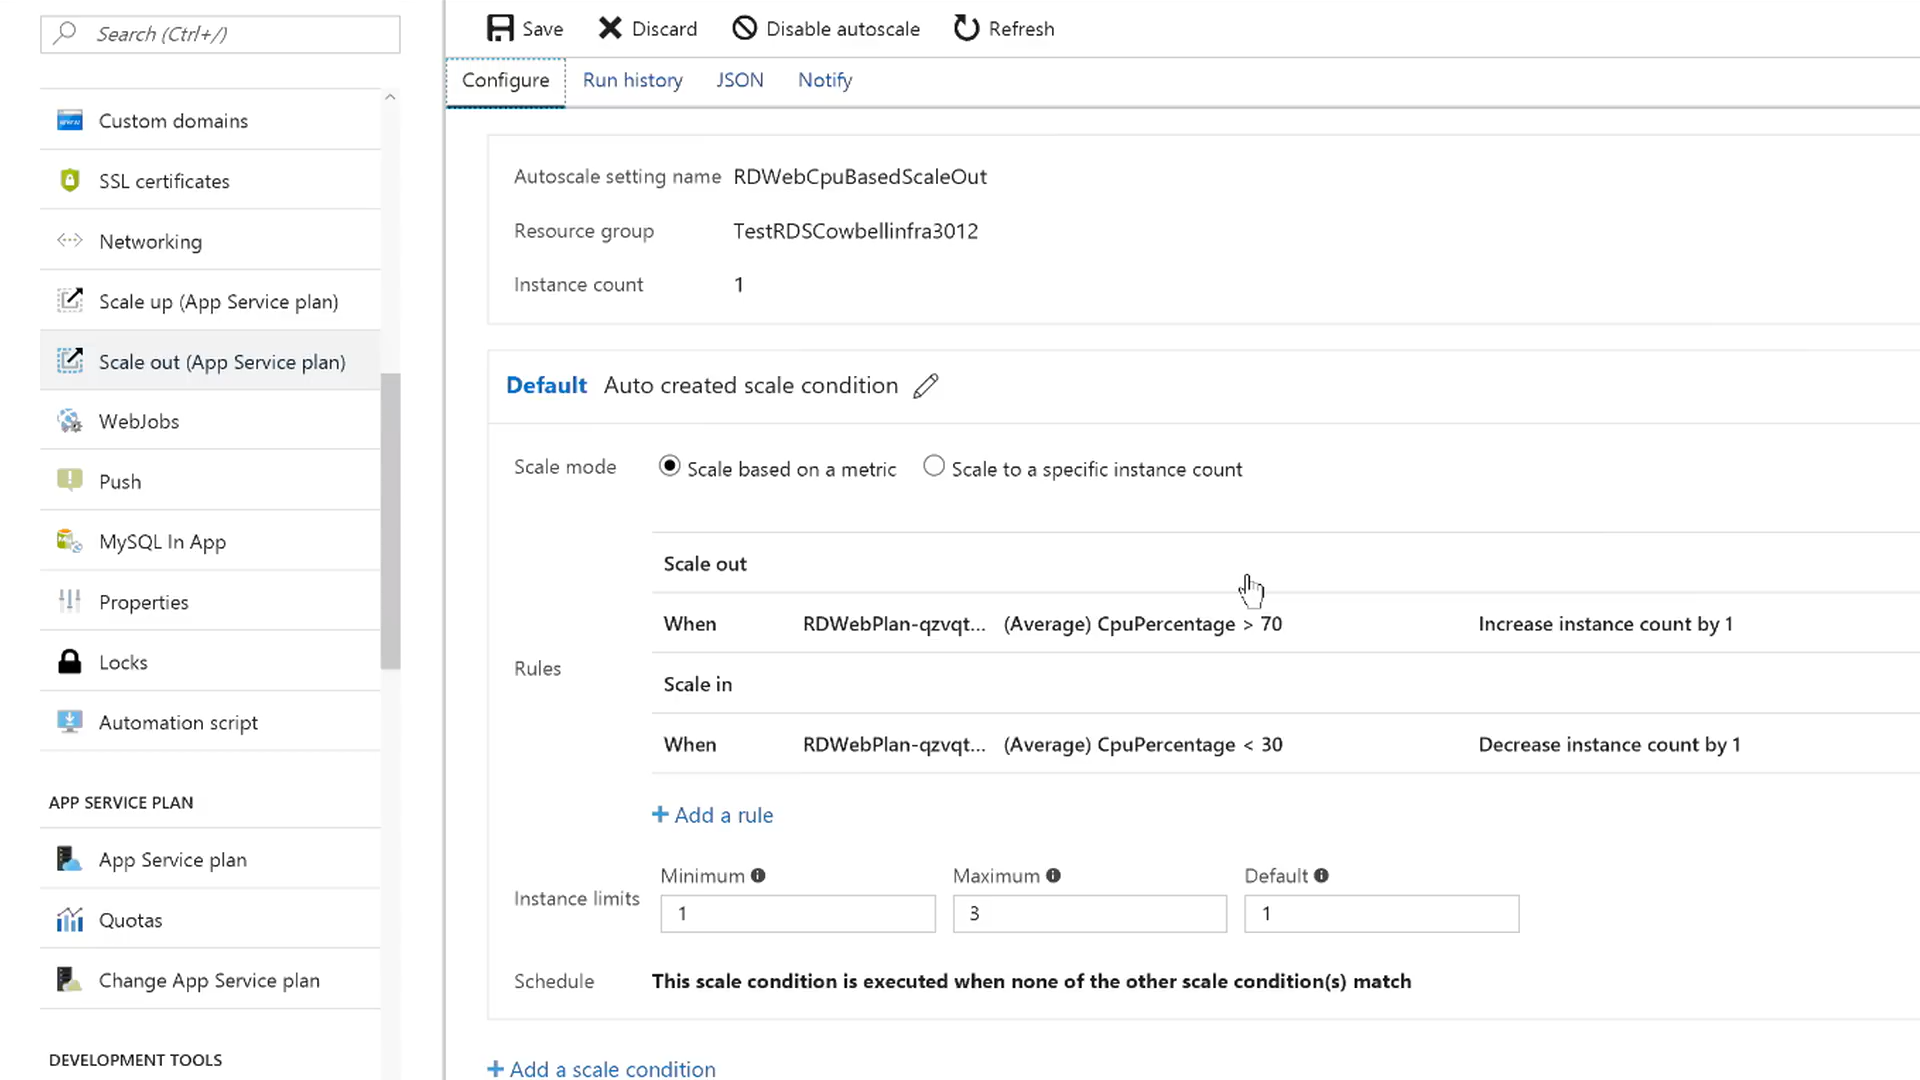 Search (Ctrl+/)
Custom domains
SSL certificates
Networking
Scale up (App Service plan)
Scale out (App Service plan)
WebJobs
Push
MySQL In App
Properties
Locks
Automation script
APP SERVICE PLAN
App Service plan
Quotas
Change App Service plan
DEVELOPMENT TOOLS
Save Discard Disable autoscale Refresh
Configure Run history JSON Notify
Autoscale setting name RDWebCpuBasedScaleOut
Resource group TestRDSCowbellinfra3012
Instance count 1
Default Auto created scale condition
Scale mode Scale based on a metric Scale to a specific instance count
Rules
Scale out
When RDWebPlan-qzvqt... (Average) CpuPercentage > 70 Increase instance count by 1
Scale in
When RDWebPlan-qzvqt... (Average) CpuPercentage < 30 Decrease instance count by 1
+ Add a rule
Instance limits
Minimum Maximum Default
1 3 1
Schedule This scale condition is executed when none of the other scale condition(s) match
+ Add a scale condition